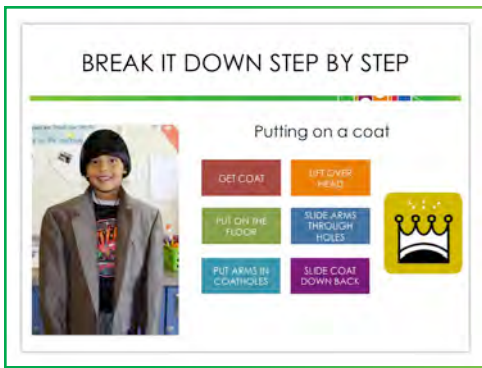 BREAK IT DOWN STEP BY STEP
Putting on a coat
GET COAT
PUT ON THE
FLOOR
PUT ARMS IN
COATHOLES
LIFT OVER
HEAD
SLIDE ARMS
THROUGH
HOLES
SLIDE COAT
DOWN BACK